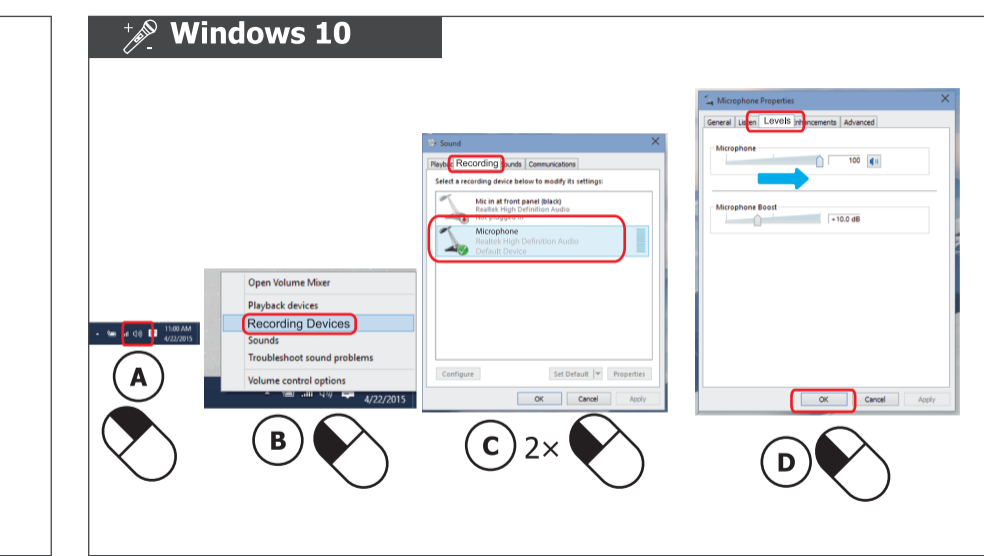 Windows 10
11:00 AM
4/22/2015
A
Open Volume Mixer
Playback devices
Recording Devices
Sounds
Troubleshoot sound problems
Volume control options
4/22/2015
B
Sound
Recording
Communications
Select a recording device below to modify its settings:
Mic in at front panel (black)
Realtek High Definition Audio
Not plugged in
Microphone
Realtek High Definition Audio
Default Device
Configure
Set Default
Properties
OK
Cancel
Apply
C 2×
Microphone Properties
General
Levels
Advanced
Microphone
100
Microphone Boost
+10.0 dB
OK
Cancel
Apply
D